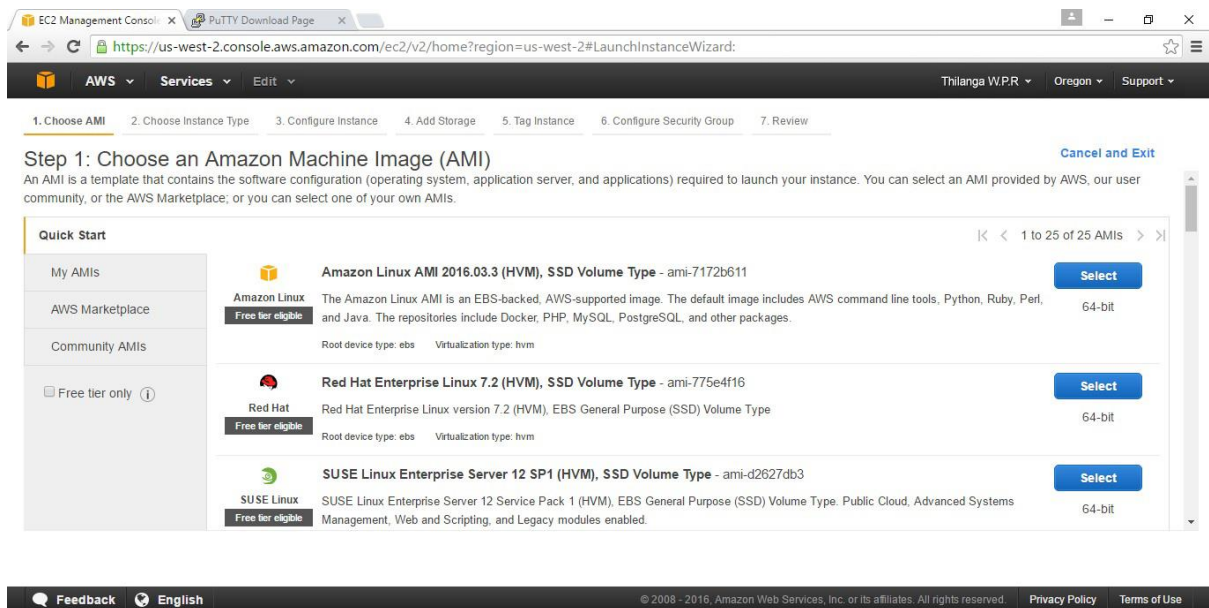 EC2 Management Consol
PuTTY Download Page
https://us-west-2.console.aws.amazon.com/ec2/v2/home?region=us-west-2#LaunchInstanceWizard:
AWS Services Edit Thilanga W.P.R Oregon Support
1. Choose AMI 2. Choose Instance Type 3. Configure Instance 4. Add Storage 5. Tag Instance 6. Configure Security Group 7. Review
Step 1: Choose an Amazon Machine Image (AMI)
Cancel and Exit
An AMI is a template that contains the software configuration (operating system, application server, and applications) required to launch your instance. You can select an AMI provided by AWS, our user
community, or the AWS Marketplace; or you can select one of your own AMIs.
Quick Start
1 to 25 of 25 AMIs
My AMIs
AWS Marketplace
Community AMIs
Free tier only
Amazon Linux
Free tier eligible
Amazon Linux AMI 2016.03.3 (HVM), SSD Volume Type - ami-7172b611
The Amazon Linux AMI is an EBS-backed, AWS-supported image. The default image includes AWS command line tools, Python, Ruby, Perl,
and Java. The repositories include Docker, PHP, MySQL, PostgreSQL, and other packages.
Root device type: ebs Virtualization type: hvm
Select
64-bit
Red Hat
Free tier eligible
Red Hat Enterprise Linux 7.2 (HVM), SSD Volume Type - ami-775e4f16
Red Hat Enterprise Linux version 7.2 (HVM), EBS General Purpose (SSD) Volume Type
Root device type: ebs Virtualization type: hvm
Select
64-bit
SUSE Linux
Free tier eligible
SUSE Linux Enterprise Server 12 SP1 (HVM), SSD Volume Type - ami-d2627db3
SUSE Linux Enterprise Server 12 Service Pack 1 (HVM), EBS General Purpose (SSD) Volume Type. Public Cloud, Advanced Systems
Management, Web and Scripting, and Legacy modules enabled.
Select
64-bit
Feedback English © 2008 - 2016, Amazon Web Services, Inc. or its affiliates. All rights reserved. Privacy Policy Terms of Use